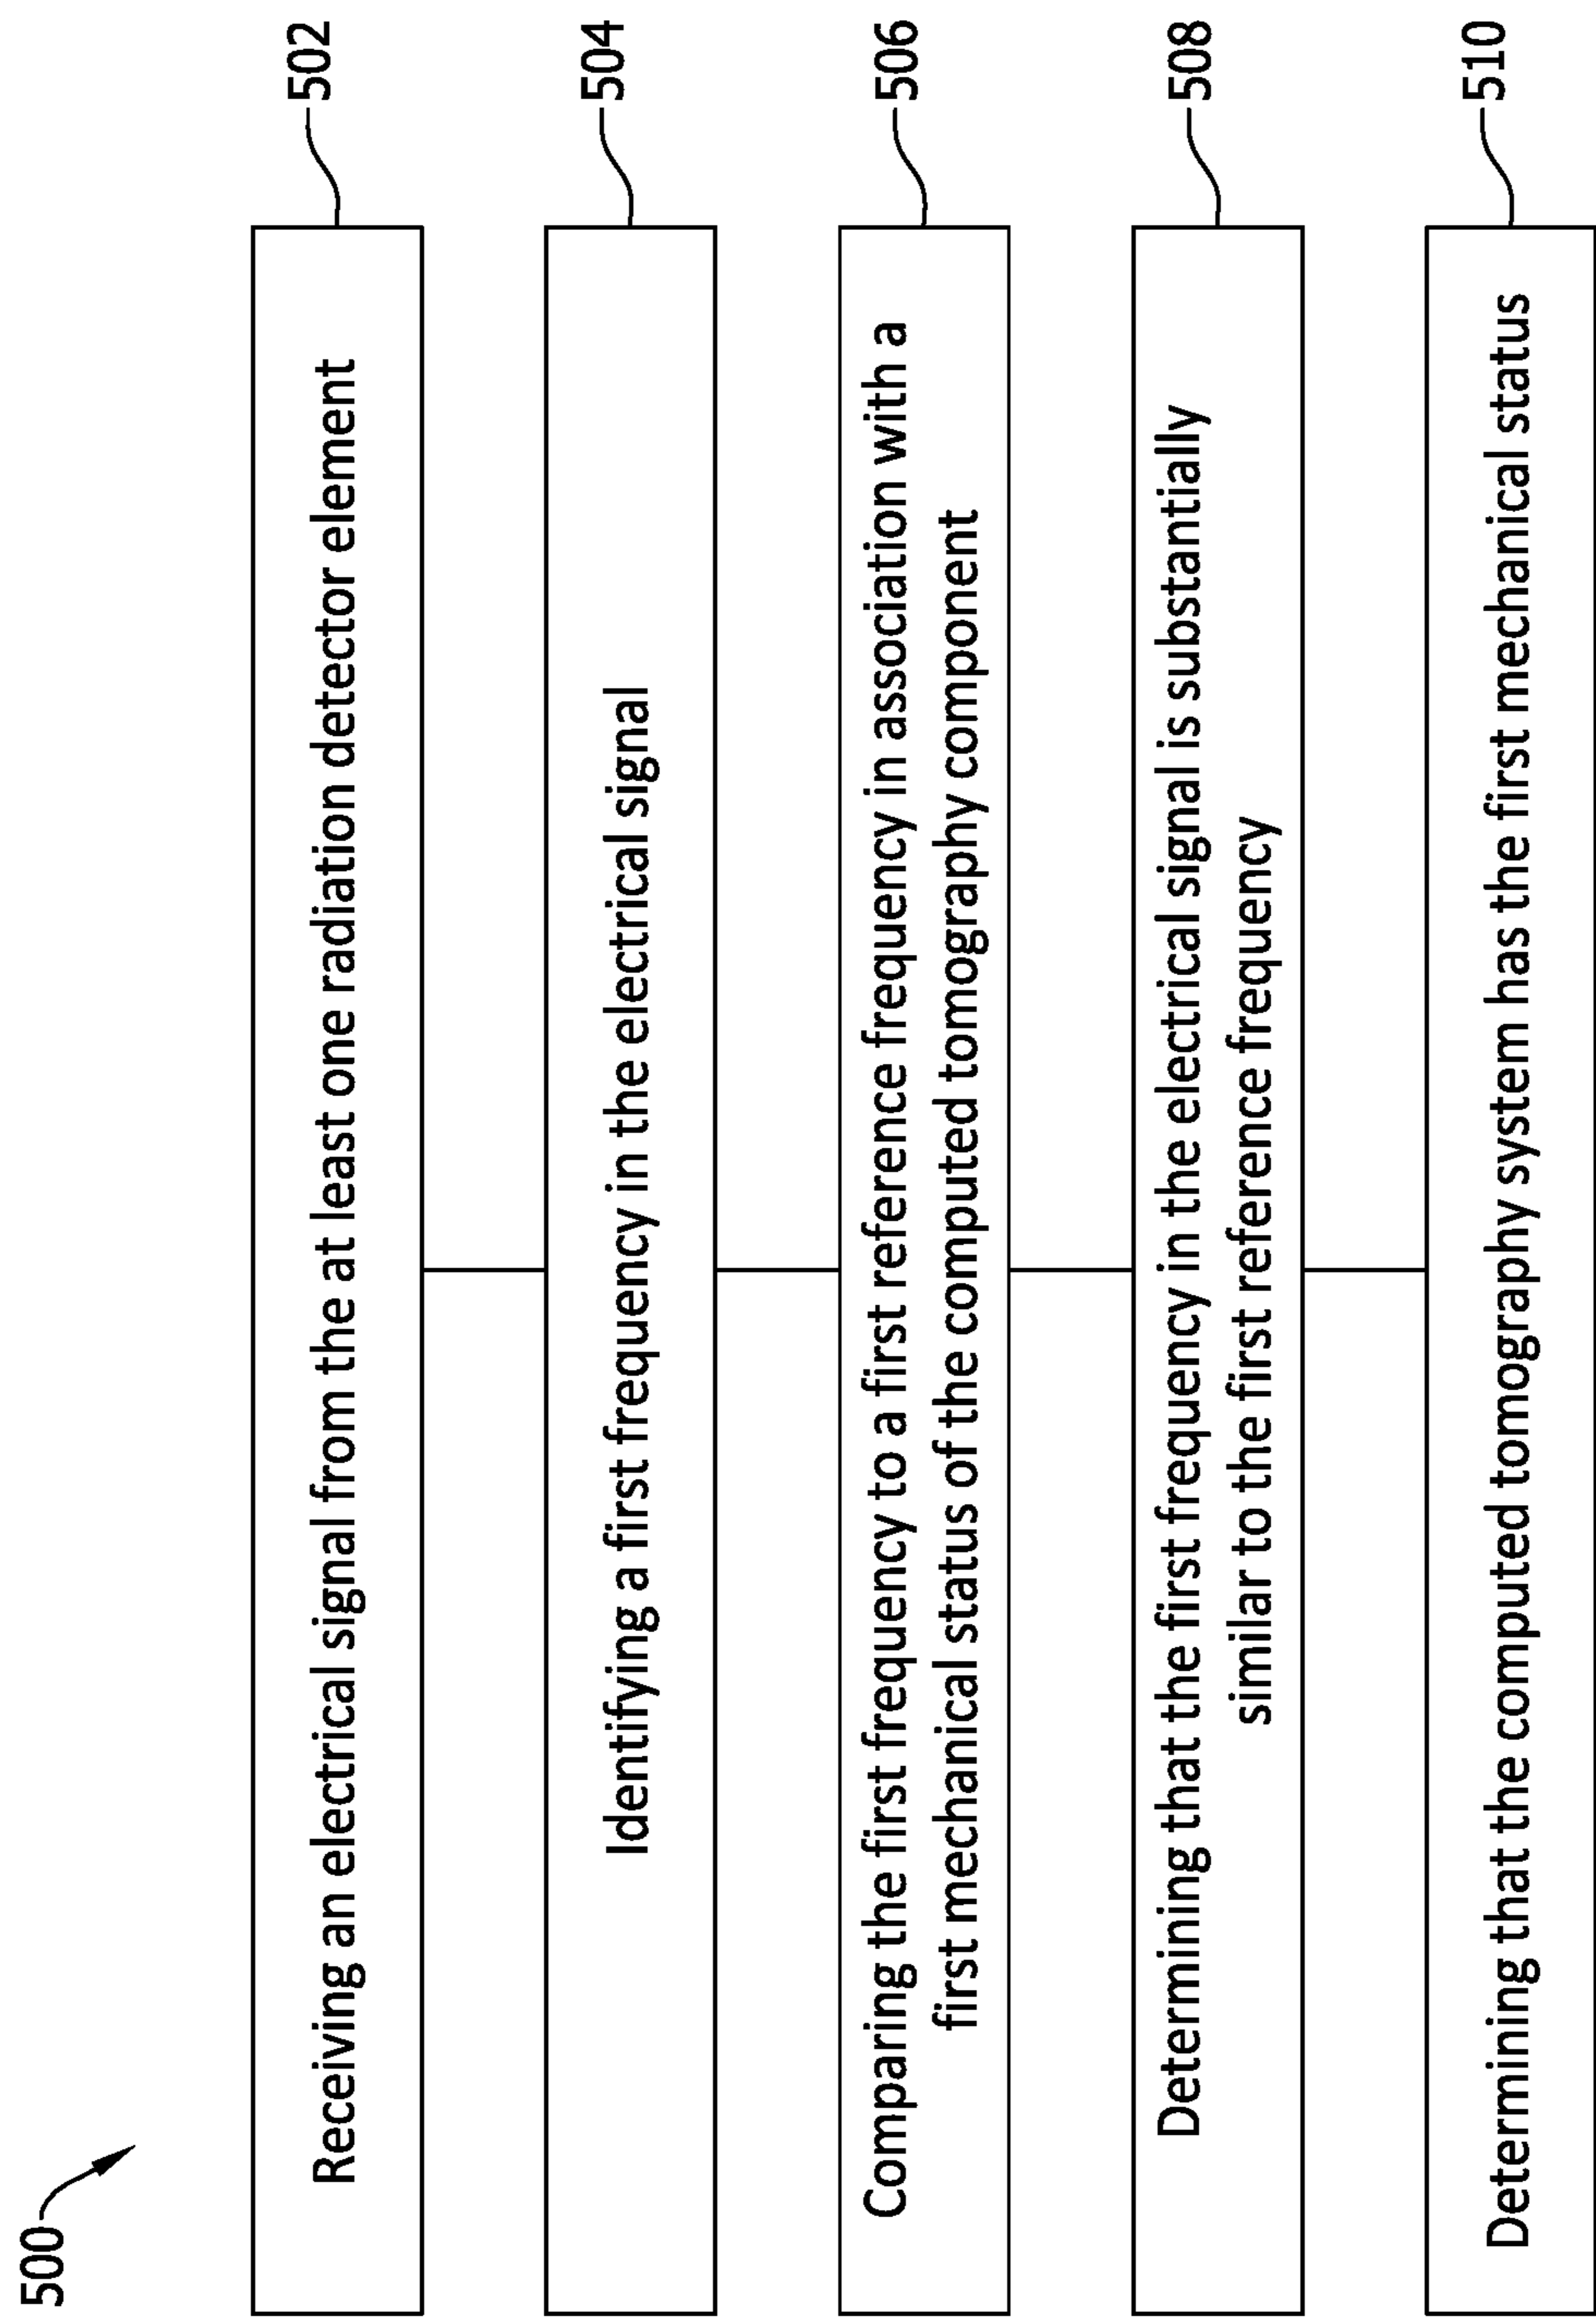 500
502
Receiving an electrical signal from the at least one radiation detector element
504
Identifying a first frequency in the electrical signal
506
Comparing the first frequency to a first reference frequency in association with a
first mechanical status of the computed tomography component
508
Determining that the first frequency in the electrical signal is substantially
similar to the first reference frequency
510
Determining that the computed tomography system has the first mechanical status